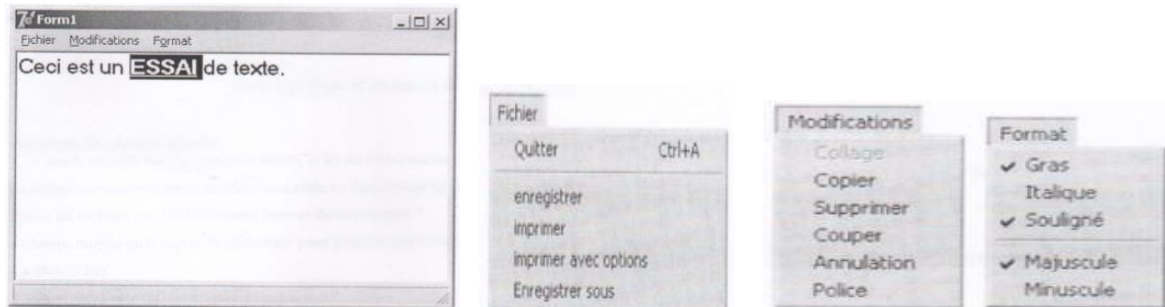 Form1
Fichier Modifications Format
Ceci est un ESSAI de texte.
Fichier
Quitter Ctrl+A
enregistrer
imprimer
imprimer avec options
Enregistrer sous
Modifications
Collage
Copier
Supprimer
Couper
Annulation
Police
Format
Gras
Italique
Souligné
Majuscule
Minuscule